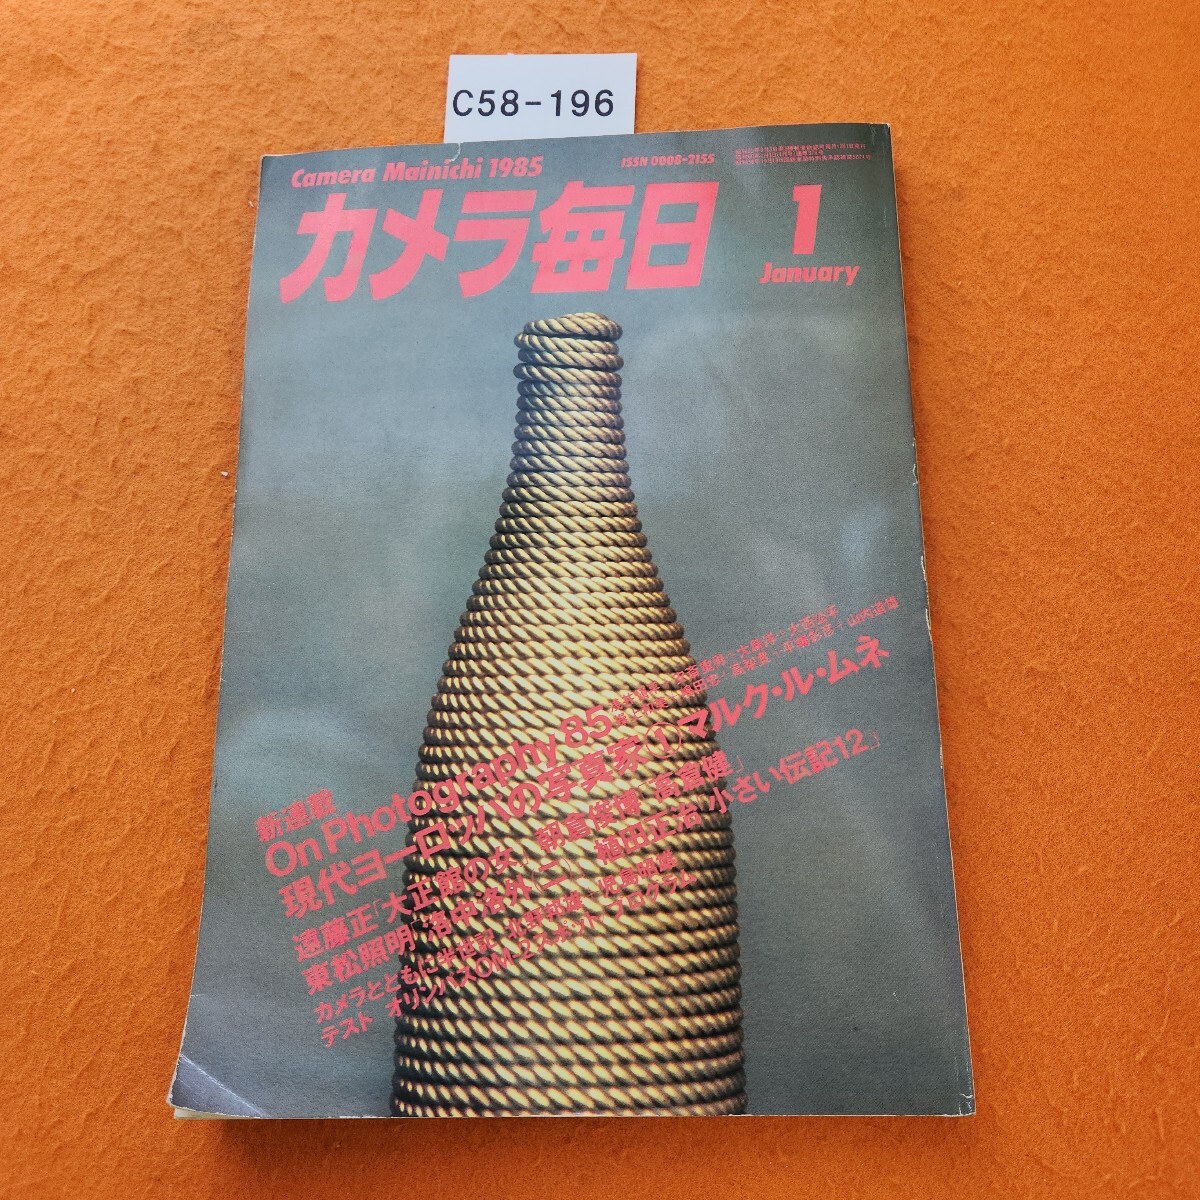 C58-196
Camera Mainichi 1985
ISSN 0008-2155
カメラ毎日
1
January
新連載
On Photography 85
現代ヨーロッパの写真家①マルク・ル・ムネ
遠藤正「大正館の女」 朝倉俊博「高倉健」
東松照明「洛中洛外(二)」 植田正治「小さい伝記12」
カメラとともに半世記 北野邦雄・児島昭雄
テスト オリンパスOM-2スポット・プログラム